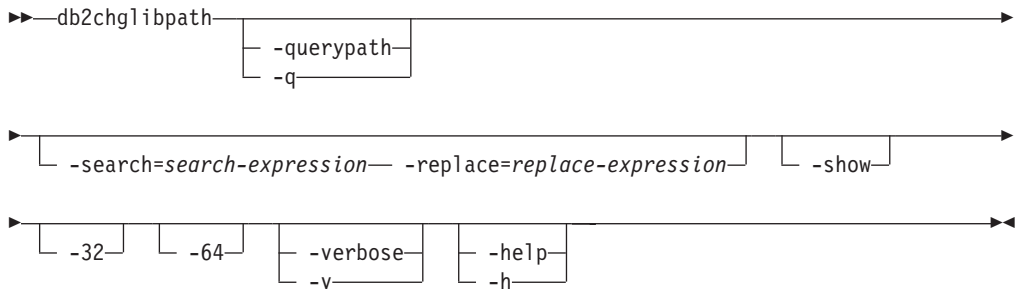 db2chglibpath
-querypath
-q
-search=search-expression -replace=replace-expression -show
-32 -64 -verbose -help
-v -h